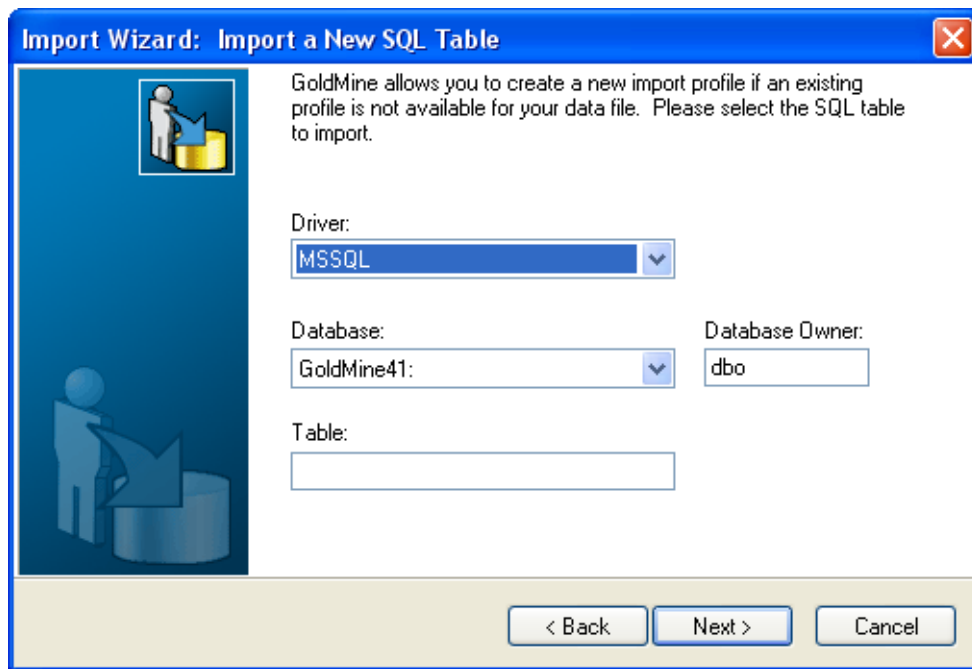 Import Wizard: Import a New SQL Table
GoldMine allows you to create a new import profile if an existing
profile is not available for your data file. Please select the SQL table
to import.
Driver:
MSSQL
Database:
Database Owner:
GoldMine41:
dbo
Table:
< Back
Next >
Cancel